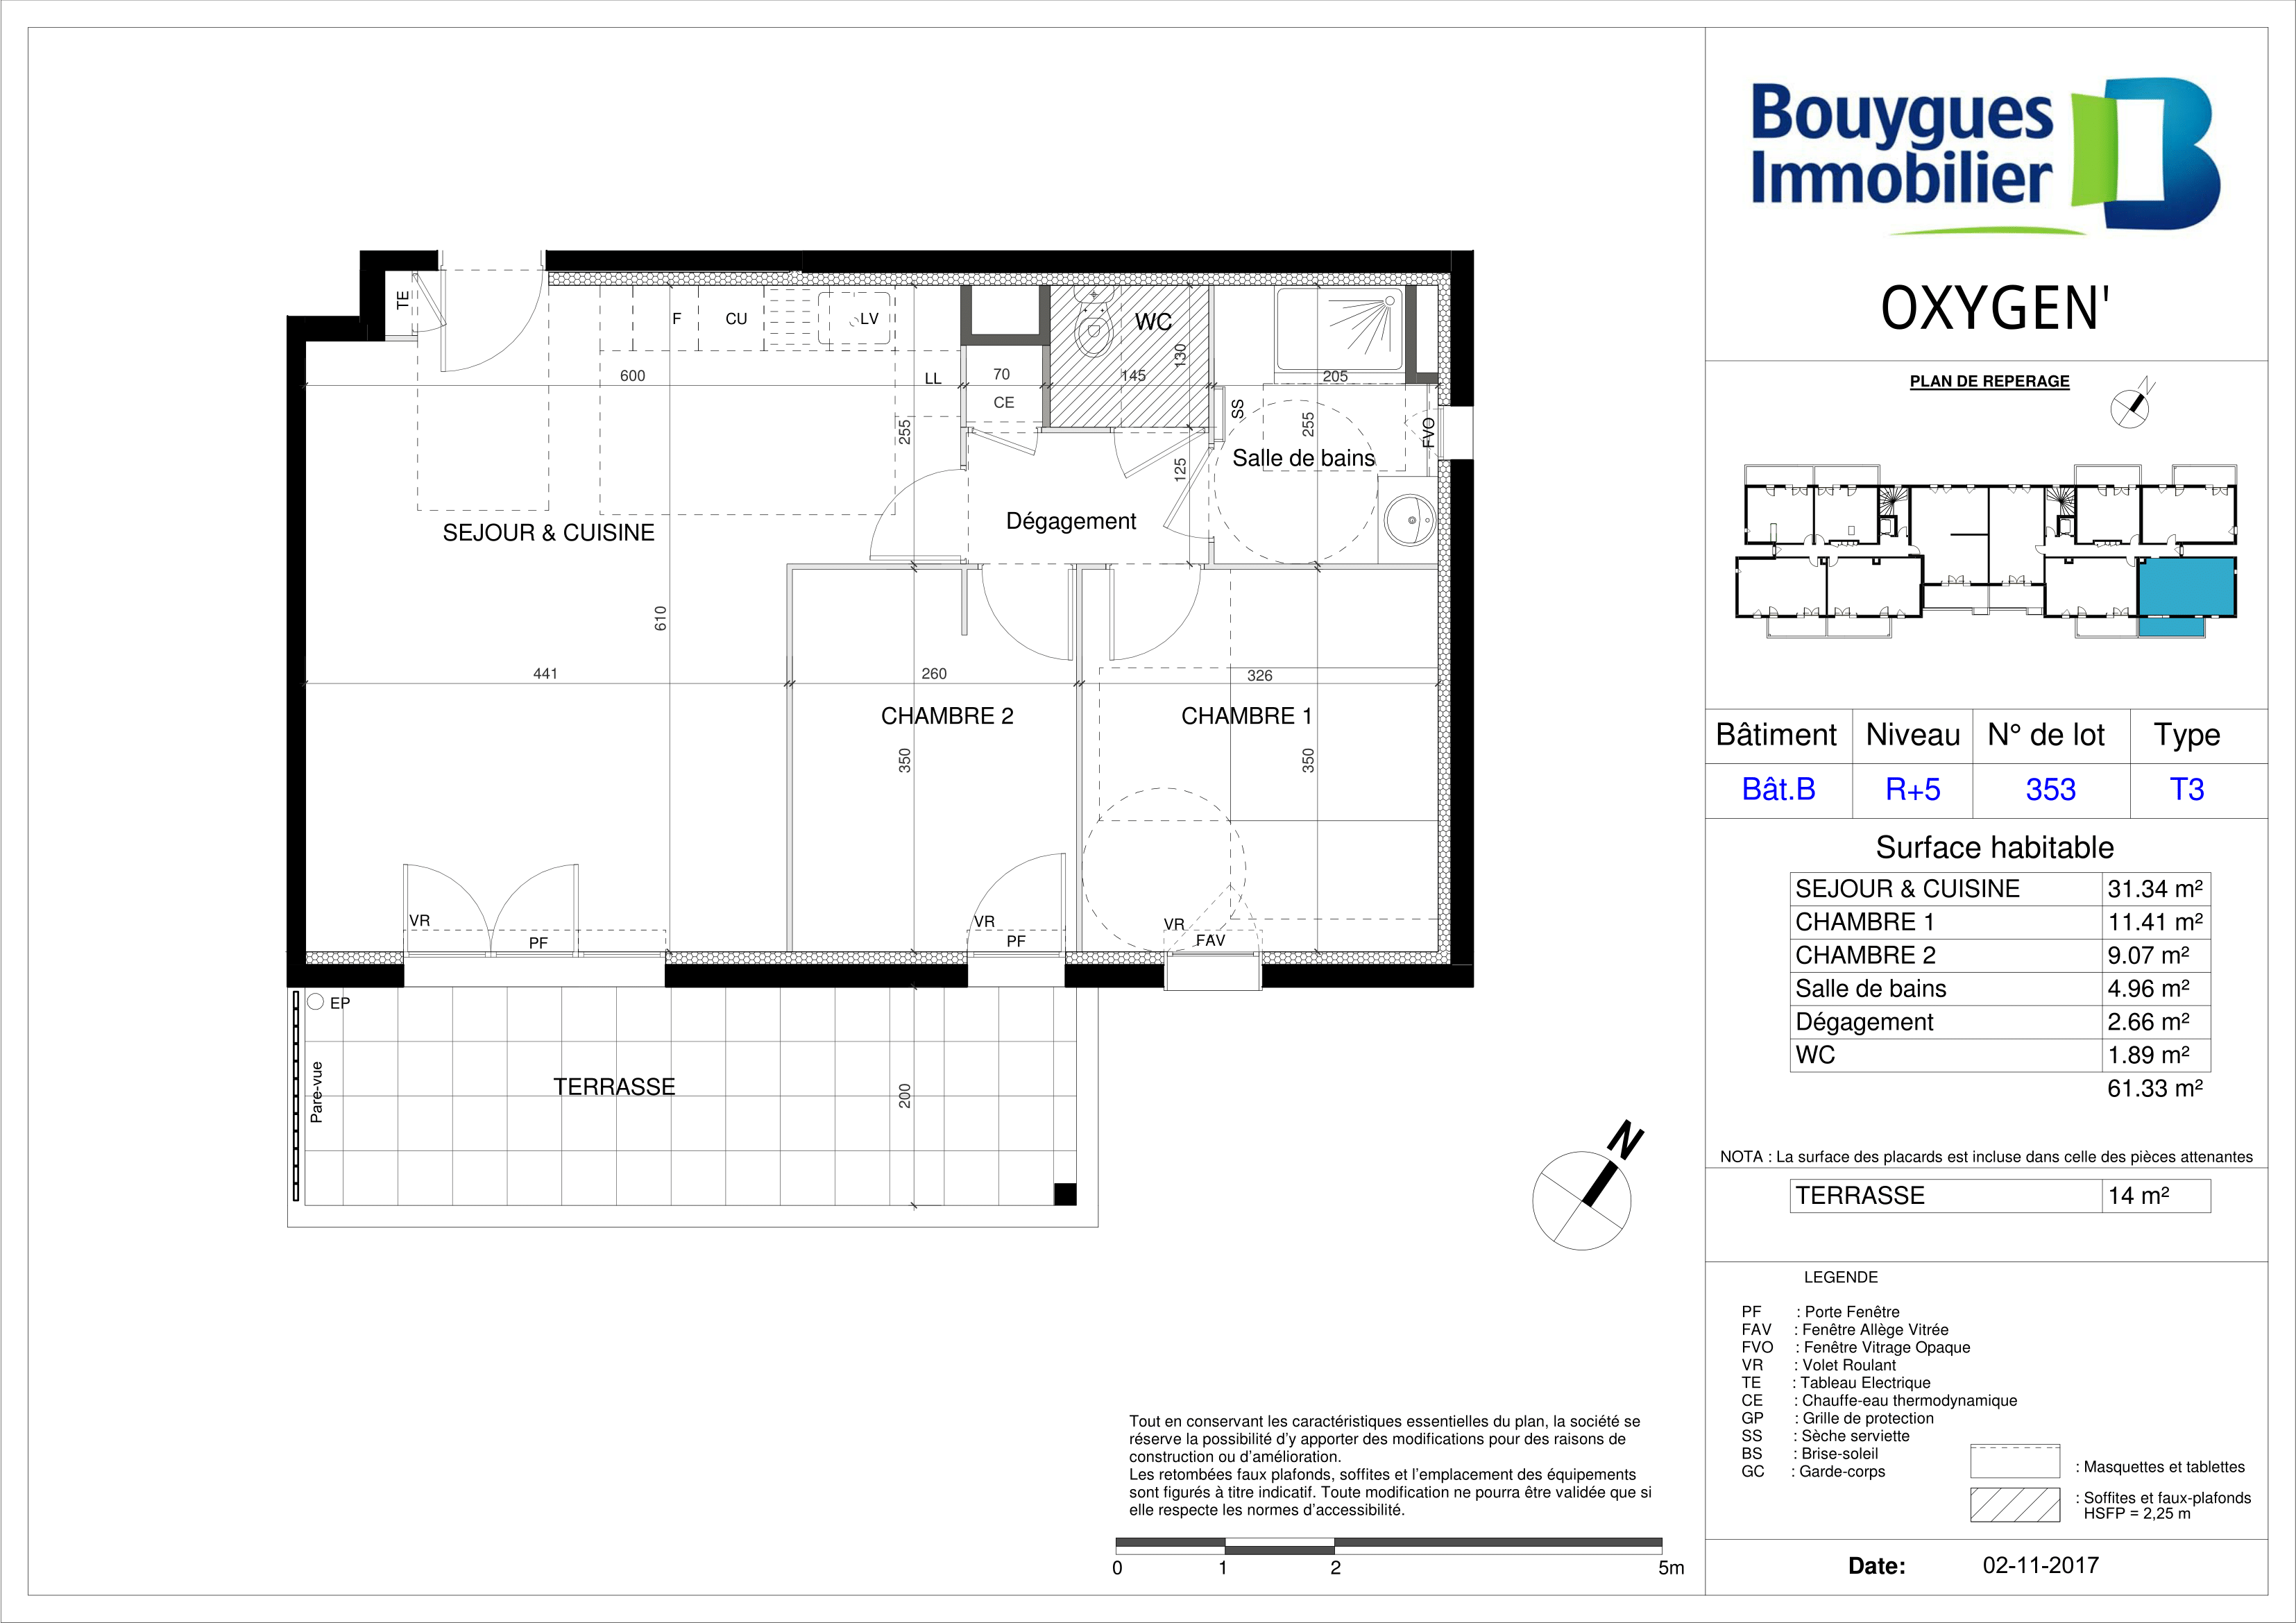 TE
F
CU
LV
WC
600
LL
70
CE
145
130
205
SS
255
255
FVO
Salle de bains
125
Dégagement
SEJOUR & CUISINE
610
441
260
326
CHAMBRE 2
CHAMBRE 1
350
350
VR
PF
VR
PF
VR
FAV
EP
Pare-vue
TERRASSE
200
N
Tout en conservant les caractéristiques essentielles du plan, la société se
réserve la possibilité d'y apporter des modifications pour des raisons de
construction ou d'amélioration.
Les retombées faux plafonds, soffites et l'emplacement des équipements
sont figurés à titre indicatif. Toute modification ne pourra être validée que si
elle respecte les normes d'accessibilité.
0 1 2 5m
Bouygues
Immobilier
OXYGEN'
PLAN DE REPERAGE
N
Bâtiment Niveau N° de lot Type
Bât.B R+5 353 T3
Surface habitable
SEJOUR & CUISINE 31.34 m²
CHAMBRE 1 11.41 m²
CHAMBRE 2 9.07 m²
Salle de bains 4.96 m²
Dégagement 2.66 m²
WC 1.89 m²
61.33 m²
NOTA : La surface des placards est incluse dans celle des pièces attenantes
TERRASSE 14 m²
LEGENDE
PF : Porte Fenêtre
FAV : Fenêtre Allège Vitrée
FVO : Fenêtre Vitrage Opaque
VR : Volet Roulant
TE : Tableau Electrique
CE : Chauffe-eau thermodynamique
GP : Grille de protection
SS : Sèche serviette
BS : Brise-soleil
GC : Garde-corps
: Masquettes et tablettes
: Soffites et faux-plafonds
HSFP = 2,25 m
Date: 02-11-2017